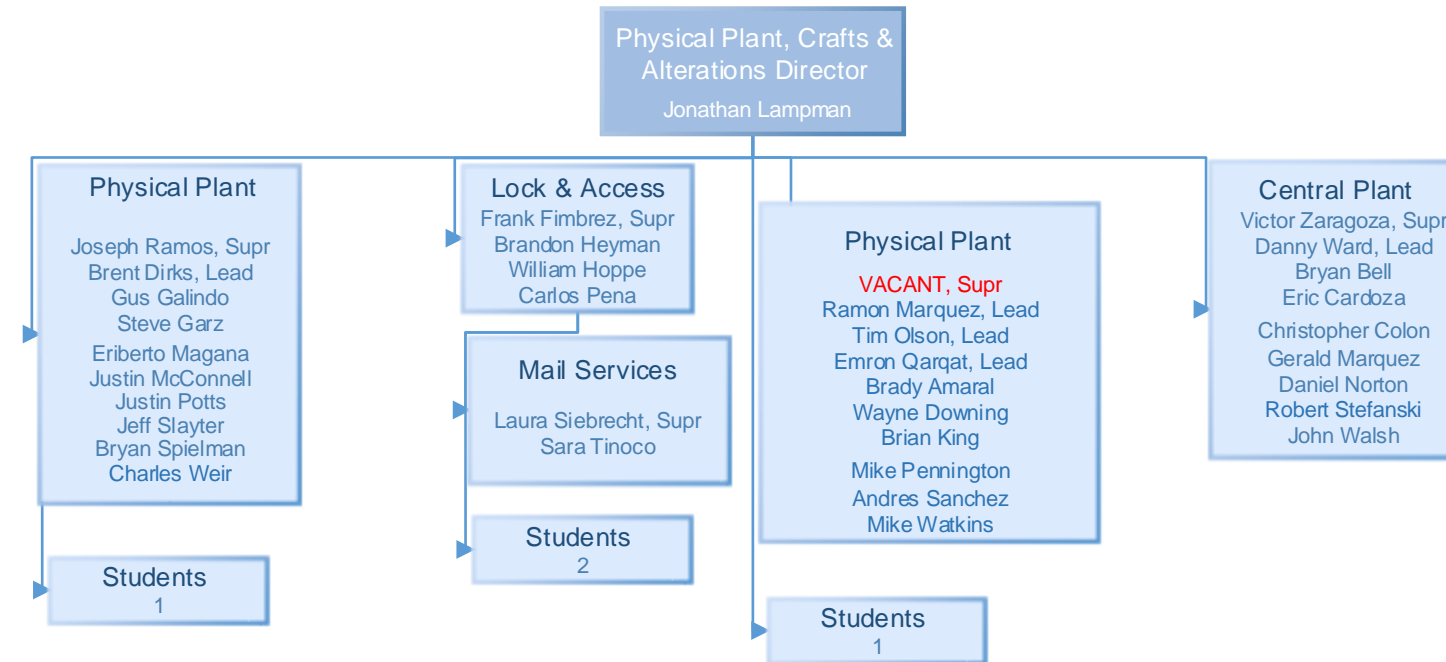 Physical Plant, Crafts &
Alterations Director
Jonathan Lampman
Physical Plant
Joseph Ramos, Supr
Brent Dirks, Lead
Gus Galindo
Steve Garz
Eriberto Magana
Justin McConnell
Justin Potts
Jeff Slayter
Bryan Spielman
Charles Weir
Students
1
Lock & Access
Frank Fimbrez, Supr
Brandon Heyman
William Hoppe
Carlos Pena
Mail Services
Laura Siebrecht, Supr
Sara Tinoco
Students
2
Physical Plant
VACANT, Supr
Ramon Marquez, Lead
Tim Olson, Lead
Emron Qarqat, Lead
Brady Amaral
Wayne Downing
Brian King
Mike Pennington
Andres Sanchez
Mike Watkins
Students
1
Central Plant
Victor Zaragoza, Supr
Danny Ward, Lead
Bryan Bell
Eric Cardoza
Christopher Colon
Gerald Marquez
Daniel Norton
Robert Stefanski
John Walsh